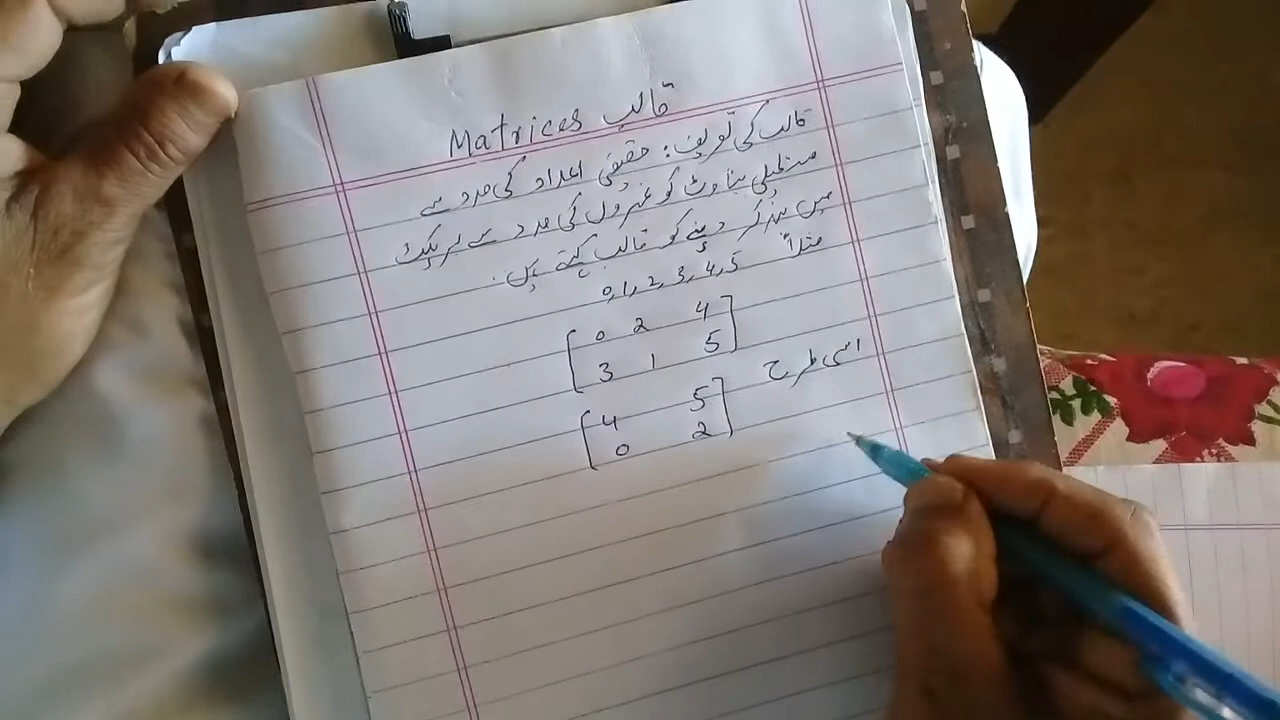 Matrices قالب
قالب کی تعریف: حقیقی اعداد کی مدد سے
مستطیلی بناوٹ کو نمبروں کی مدد سے بریکٹ
میں بند کر دینے کو قالب کہتے ہیں.
مثلاً 0,1,2,3,4,5
[0 2 4
3 1 5]
اسی طرح
[4 5
0 2]